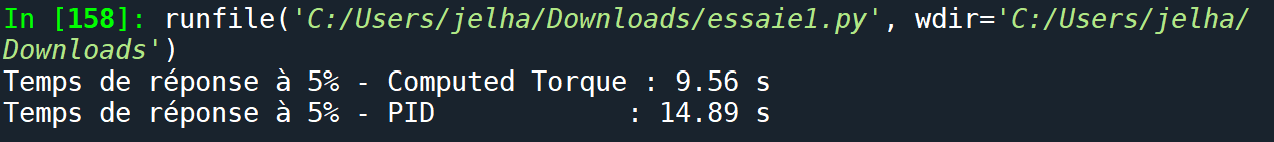 In [158]: runfile('C:/Users/jelha/Downloads/essaie1.py', wdir='C:/Users/jelha/
Downloads')
Temps de réponse à 5% - Computed Torque : 9.56 s
Temps de réponse à 5% - PID            : 14.89 s